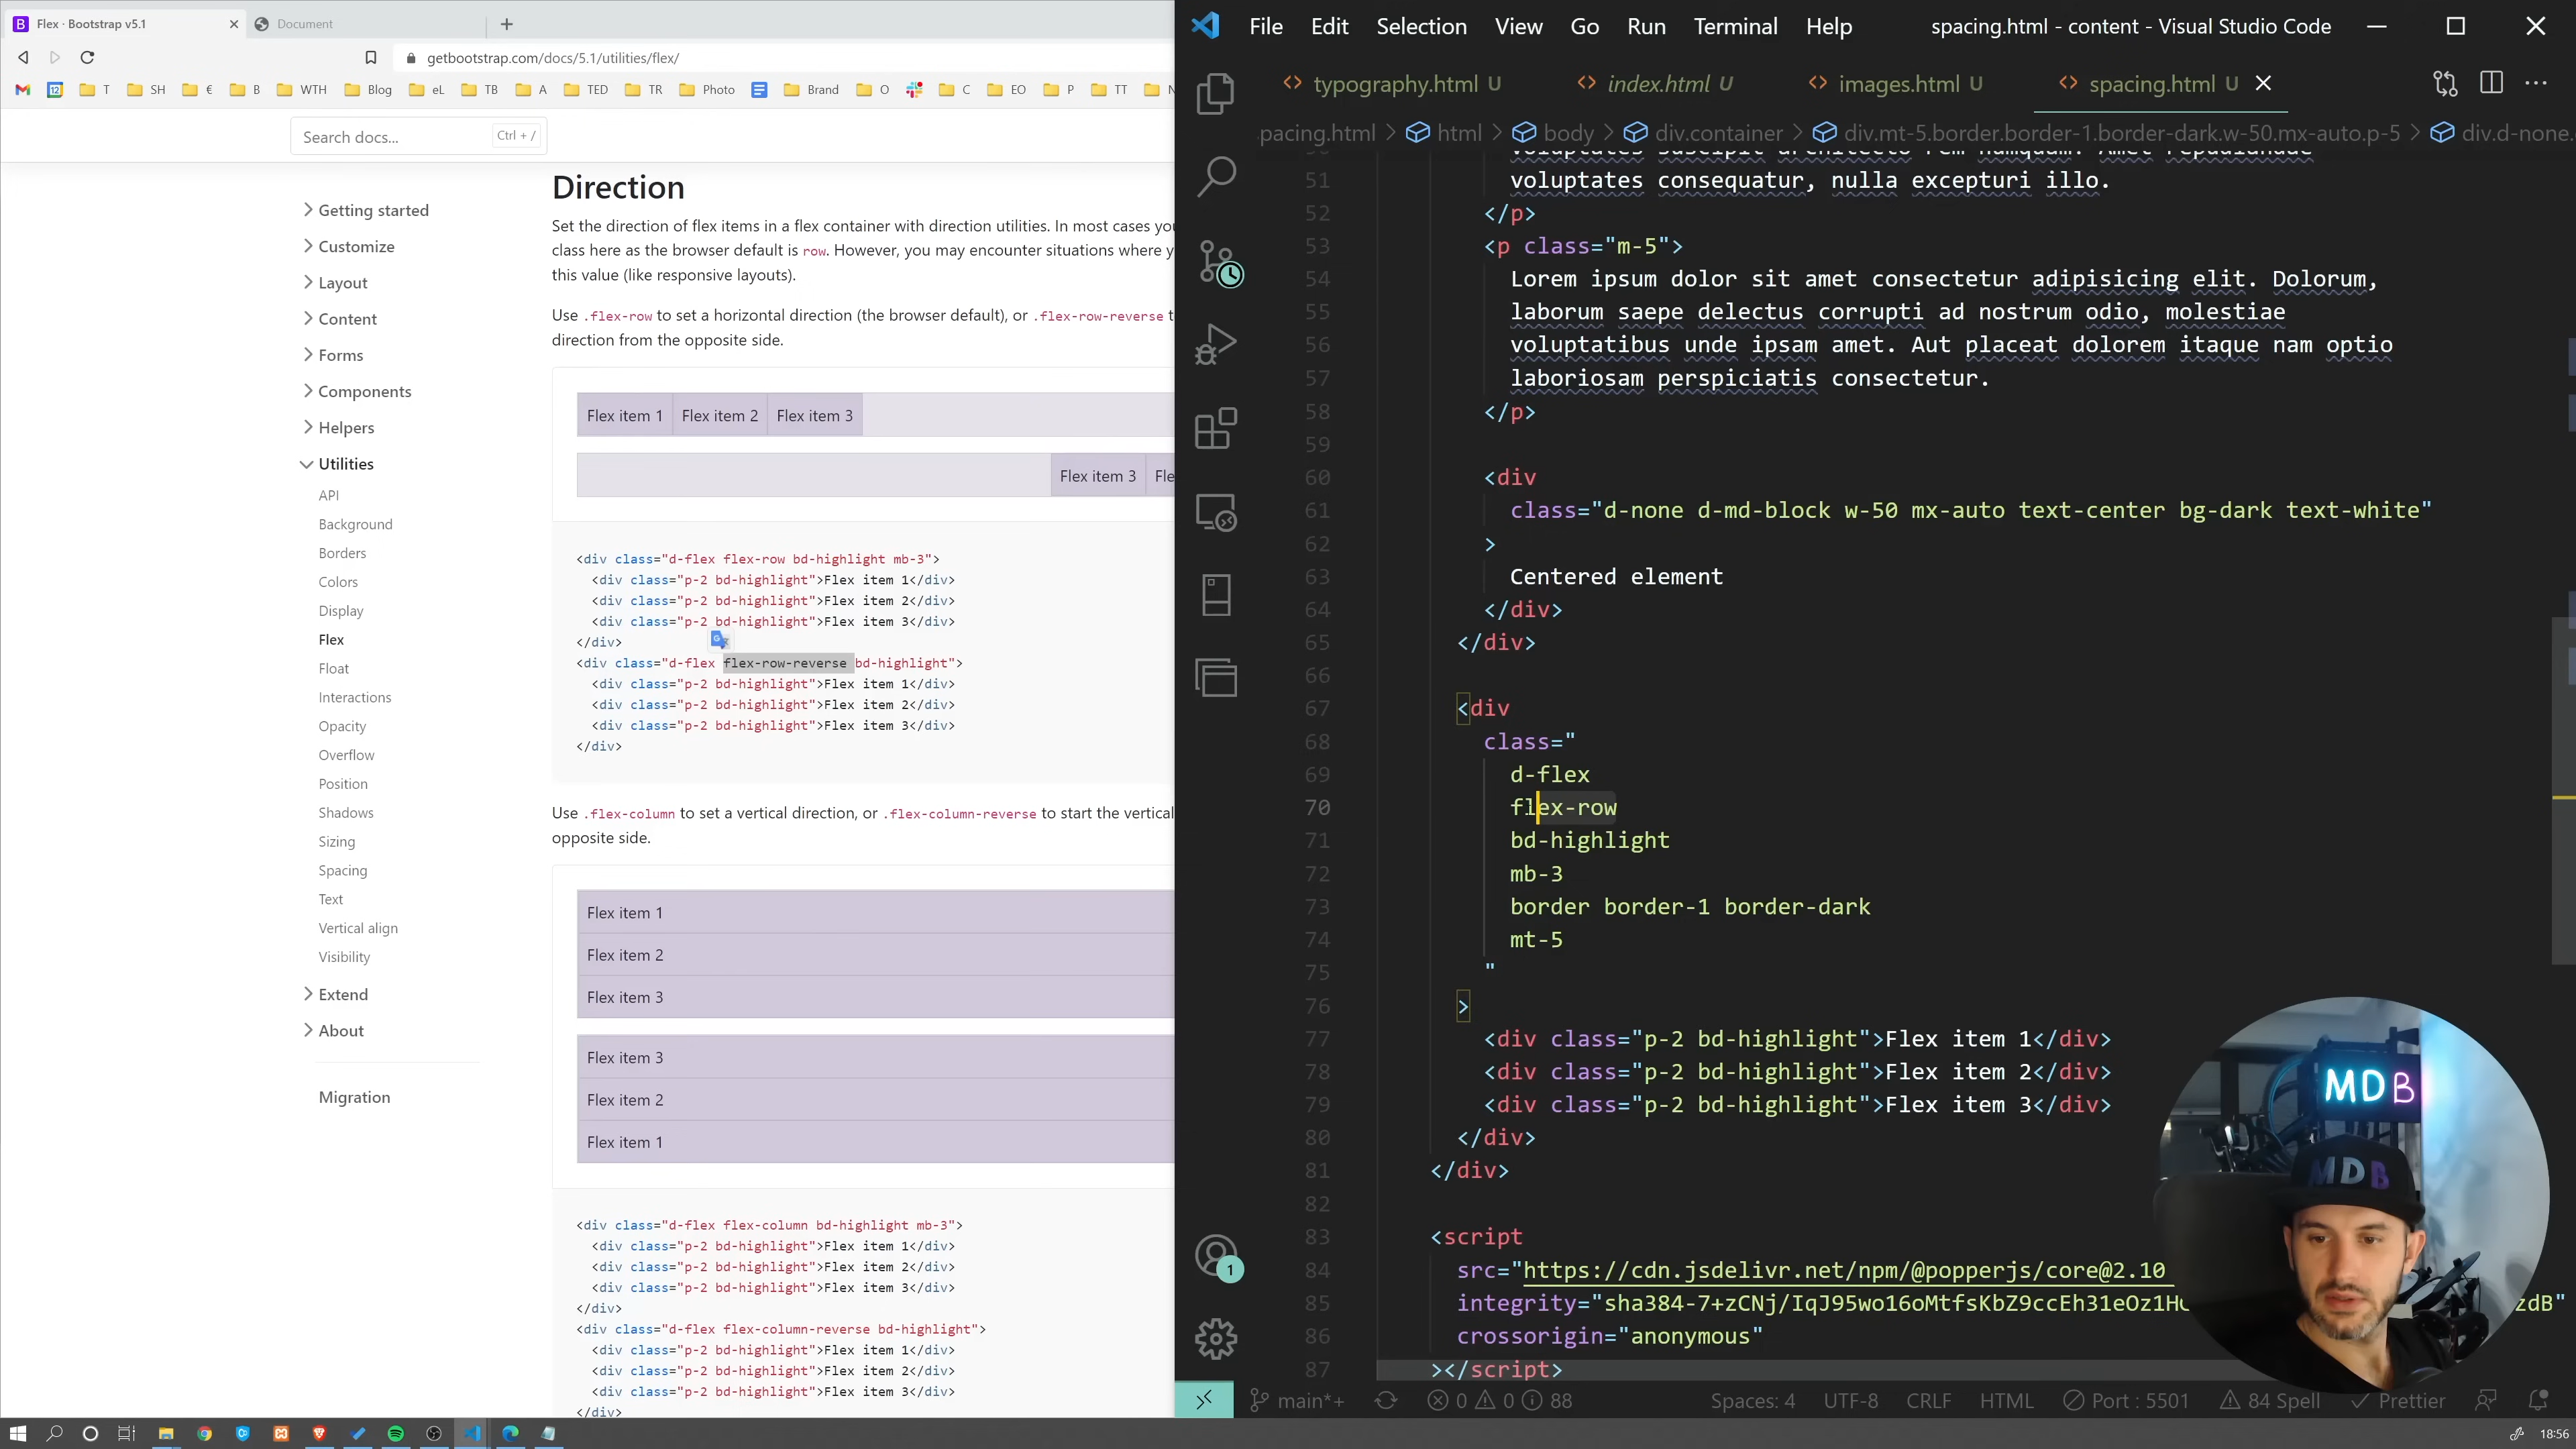 Flex · Bootstrap v5.1
Document
getbootstrap.com/docs/5.1/utilities/flex/
T
SH
€
B
WTH
Blog
eL
TB
A
TED
TR
Photo
Brand
O
C
EO
P
TT
Search docs...
Ctrl + /
Getting started
Customize
Layout
Content
Forms
Components
Helpers
Utilities
API
Background
Borders
Colors
Display
Flex
Float
Interactions
Opacity
Overflow
Position
Shadows
Sizing
Spacing
Text
Vertical align
Visibility
Extend
About
Migration
Direction
Set the direction of flex items in a flex container with direction utilities. In most cases you
class here as the browser default is row. However, you may encounter situations where y
this value (like responsive layouts).
Use .flex-row to set a horizontal direction (the browser default), or .flex-row-reverse t
direction from the opposite side.
Flex item 1
Flex item 2
Flex item 3
Flex item 3
Fle
<div class="d-flex flex-row bd-highlight mb-3">
<div class="p-2 bd-highlight">Flex item 1</div>
<div class="p-2 bd-highlight">Flex item 2</div>
<div class="p-2 bd-highlight">Flex item 3</div>
</div>
<div class="d-flex flex-row-reverse bd-highlight">
<div class="p-2 bd-highlight">Flex item 1</div>
<div class="p-2 bd-highlight">Flex item 2</div>
<div class="p-2 bd-highlight">Flex item 3</div>
</div>
Use .flex-column to set a vertical direction, or .flex-column-reverse to start the vertical
opposite side.
Flex item 1
Flex item 2
Flex item 3
Flex item 3
Flex item 2
Flex item 1
<div class="d-flex flex-column bd-highlight mb-3">
<div class="p-2 bd-highlight">Flex item 1</div>
<div class="p-2 bd-highlight">Flex item 2</div>
<div class="p-2 bd-highlight">Flex item 3</div>
</div>
<div class="d-flex flex-column-reverse bd-highlight">
<div class="p-2 bd-highlight">Flex item 1</div>
<div class="p-2 bd-highlight">Flex item 2</div>
<div class="p-2 bd-highlight">Flex item 3</div>
</div>
File Edit Selection View Go Run Terminal Help
spacing.html - content - Visual Studio Code
typography.html U
index.html U
images.html U
spacing.html U
pacing.html > html > body > div.container > div.mt-5.border.border-1.border-dark.w-50.mx-auto.p-5 > div.d-none.
voluptates suscipit architecto rem numquam. Amet repudiandae
51 voluptates consequatur, nulla excepturi illo.
52 </p>
53 <p class="m-5">
54 Lorem ipsum dolor sit amet consectetur adipisicing elit. Dolorum,
55 laborum saepe delectus corrupti ad nostrum odio, molestiae
56 voluptatibus unde ipsam amet. Aut placeat dolorem itaque nam optio
57 laboriosam perspiciatis consectetur.
58 </p>
59
60 <div
61 class="d-none d-md-block w-50 mx-auto text-center bg-dark text-white"
62 >
63 Centered element
64 </div>
65 </div>
66
67 <div
68 class="
69 d-flex
70 flex-row
71 bd-highlight
72 mb-3
73 border border-1 border-dark
74 mt-5
75 "
76 >
77 <div class="p-2 bd-highlight">Flex item 1</div>
78 <div class="p-2 bd-highlight">Flex item 2</div>
79 <div class="p-2 bd-highlight">Flex item 3</div>
80 </div>
81 </div>
82
83 <script
84 src="https://cdn.jsdelivr.net/npm/@popperjs/core@2.10
85 integrity="sha384-7+zCNj/IqJ95wo16oMtfsKbZ9ccEh31eOz1H
zdB"
86 crossorigin="anonymous"
87 ></script>
1
MDB
MDB
main*+
0
0
88
Spaces: 4
UTF-8
CRLF
HTML
Port : 5501
84 Spell
Prettier
18:56